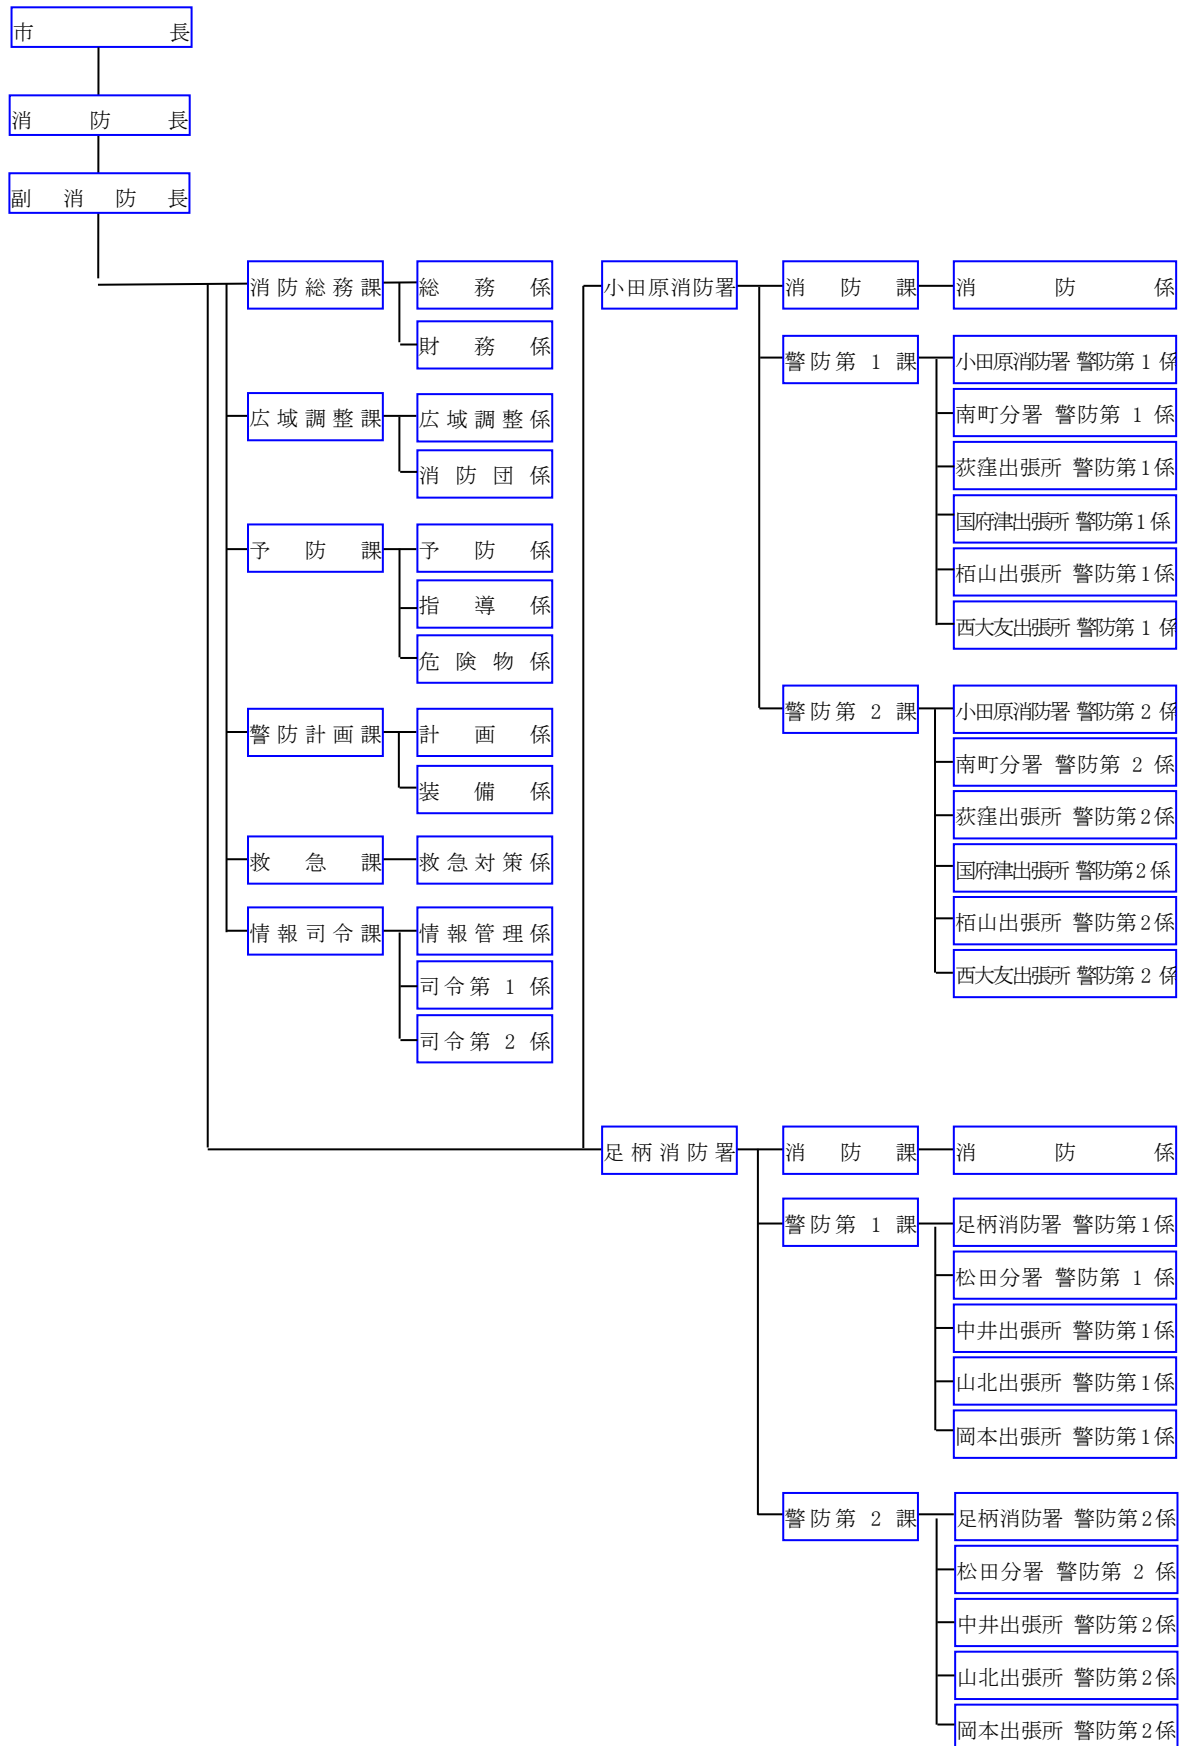 市長
消防長
副消防長
消防総務課
総務係
財務係
広域調整課
広域調整係
消防団係
予防課
予防係
指導係
危険物係
警防計画課
計画係
装備係
救急課
救急対策係
情報司令課
情報管理係
司令第1係
司令第2係
小田原消防署
消防課
消防係
警防第1課
小田原消防署 警防第1係
南町分署 警防第1係
荻窪出張所 警防第1係
国府津出張所 警防第1係
栢山出張所 警防第1係
西大友出張所 警防第1係
警防第2課
小田原消防署 警防第2係
南町分署 警防第2係
荻窪出張所 警防第2係
国府津出張所 警防第2係
栢山出張所 警防第2係
西大友出張所 警防第2係
足柄消防署
消防課
消防係
警防第1課
足柄消防署 警防第1係
松田分署 警防第1係
中井出張所 警防第1係
山北出張所 警防第1係
岡本出張所 警防第1係
警防第2課
足柄消防署 警防第2係
松田分署 警防第2係
中井出張所 警防第2係
山北出張所 警防第2係
岡本出張所 警防第2係